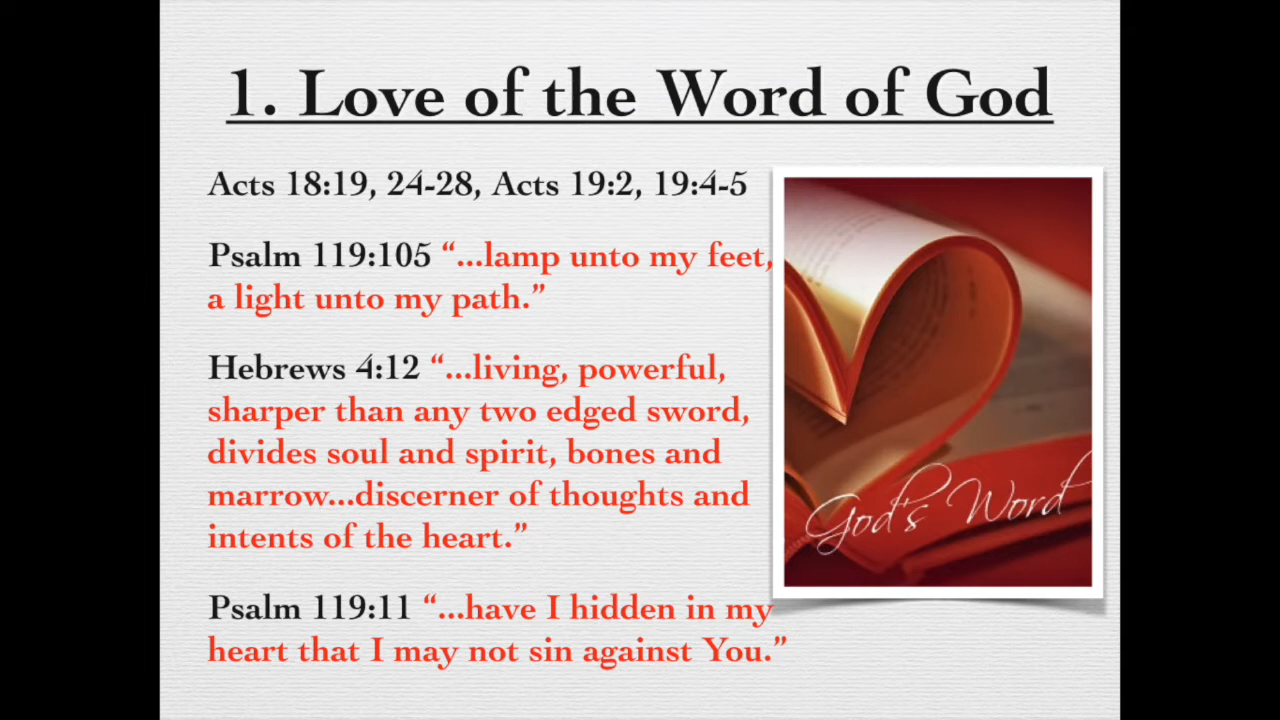 1. Love of the Word of God
Acts 18:19, 24-28, Acts 19:2, 19:4-5
Psalm 119:105 “...lamp unto my feet,
a light unto my path.”
Hebrews 4:12 “...living, powerful,
sharper than any two edged sword,
divides soul and spirit, bones and
marrow...discerner of thoughts and
intents of the heart.”
Psalm 119:11 “...have I hidden in my
heart that I may not sin against You.”
God's Word